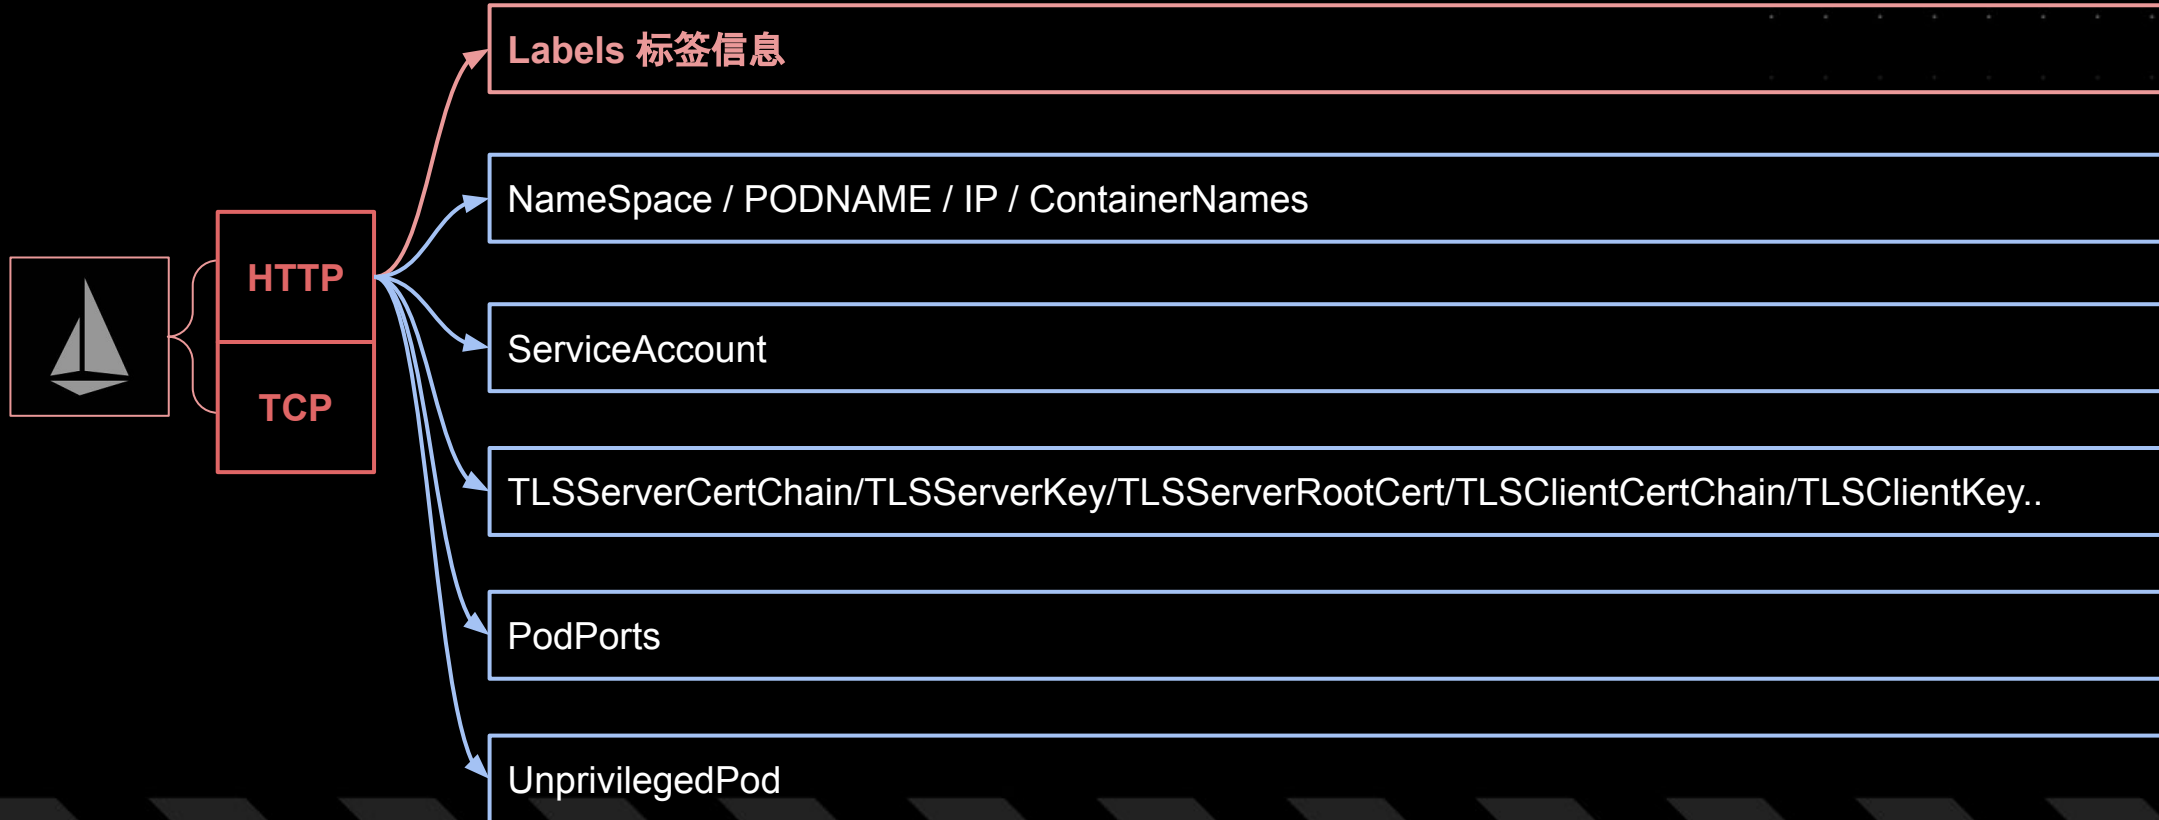 Labels 标签信息
NameSpace / PODNAME / IP / ContainerNames
HTTP
ServiceAccount
TCP
TLSServerCertChain/TLSServerKey/TLSServerRootCert/TLSClientCertChain/TLSClientKey..
PodPorts
UnprivilegedPod